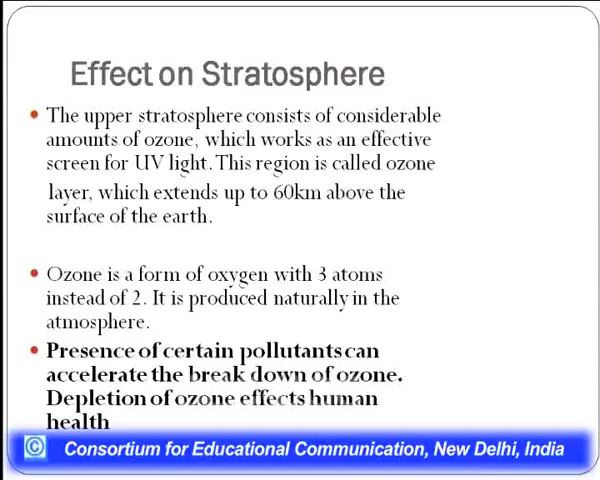 Effect on Stratosphere
• The upper stratosphere consists of considerable
amounts of ozone, which works as an effective
screen for UV light. This region is called ozone
layer, which extends up to 60km above the
surface of the earth.
• Ozone is a form of oxygen with 3 atoms
instead of 2. It is produced naturally in the
atmosphere.
• Presence of certain pollutants can
accelerate the break down of ozone.
Depletion of ozone effects human
health
© Consortium for Educational Communication, New Delhi, India